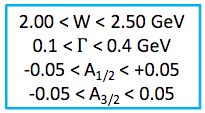 2.00 < W < 2.50 GeV
0.1 < Γ < 0.4 GeV
-0.05 < A1/2 < +0.05
-0.05 < A3/2 < 0.05